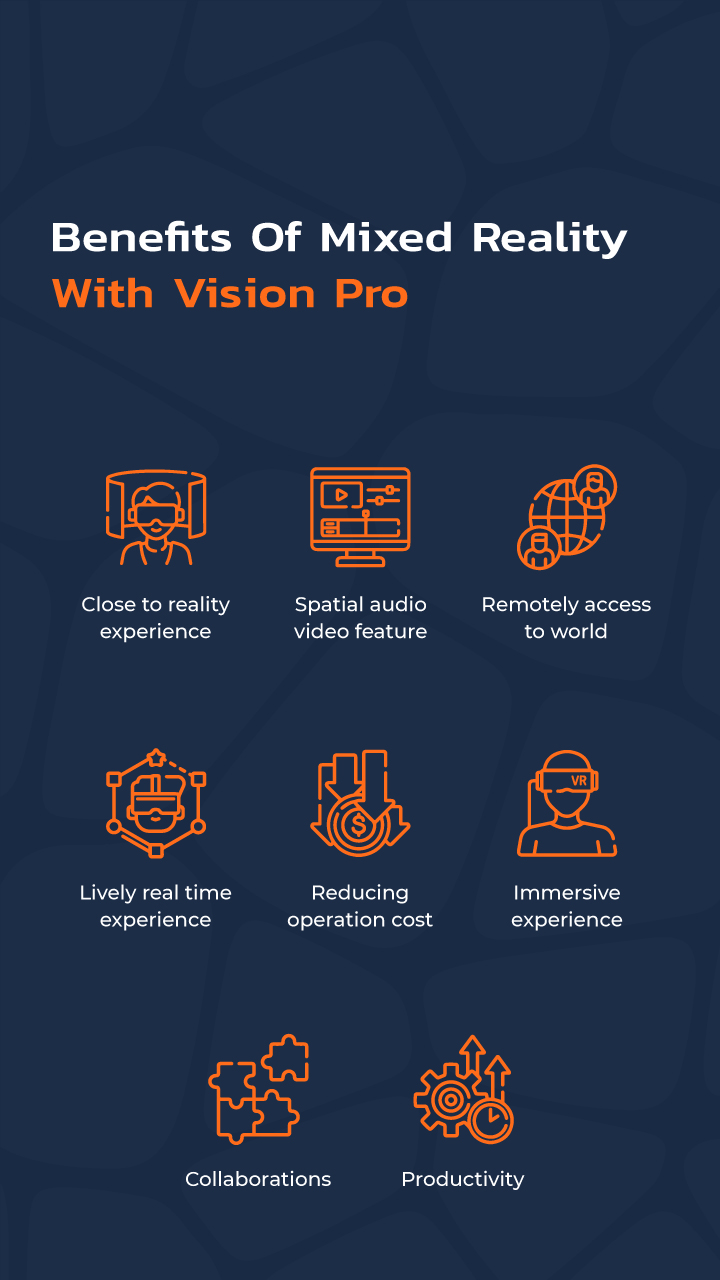 Benefits Of Mixed Reality
With Vision Pro
Close to reality
experience
Spatial audio
video feature
Remotely access
to world
VR
Lively real time
experience
$
Reducing
operation cost
Immersive
experience
Collaborations
Productivity